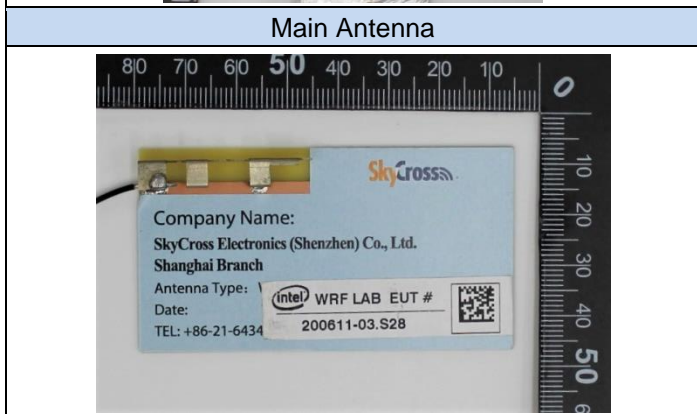 Main Antenna
80 70 60 50 40 30 20 10 0
10
20
30
40
50
6
SkyCross
Company Name:
SkyCross Electronics (Shenzhen) Co., Ltd.
Shanghai Branch
Antenna Type:
Date:
TEL: +86-21-6434
intel WRF LAB EUT #
200611-03.S28